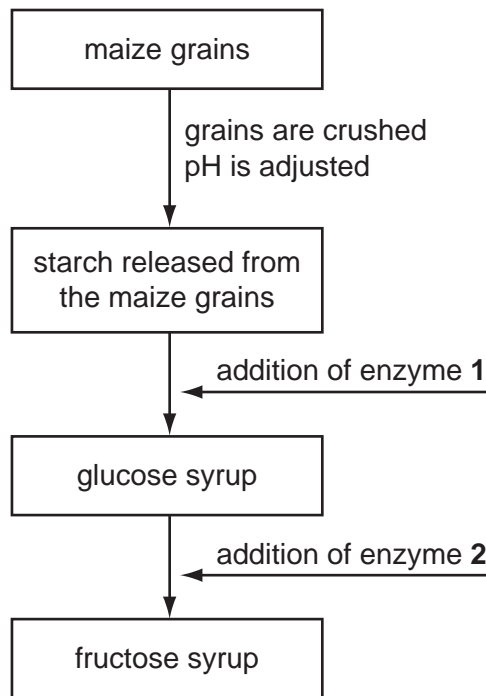 maize grains
grains are crushed
pH is adjusted
starch released from
the maize grains
addition of enzyme 1
glucose syrup
addition of enzyme 2
fructose syrup